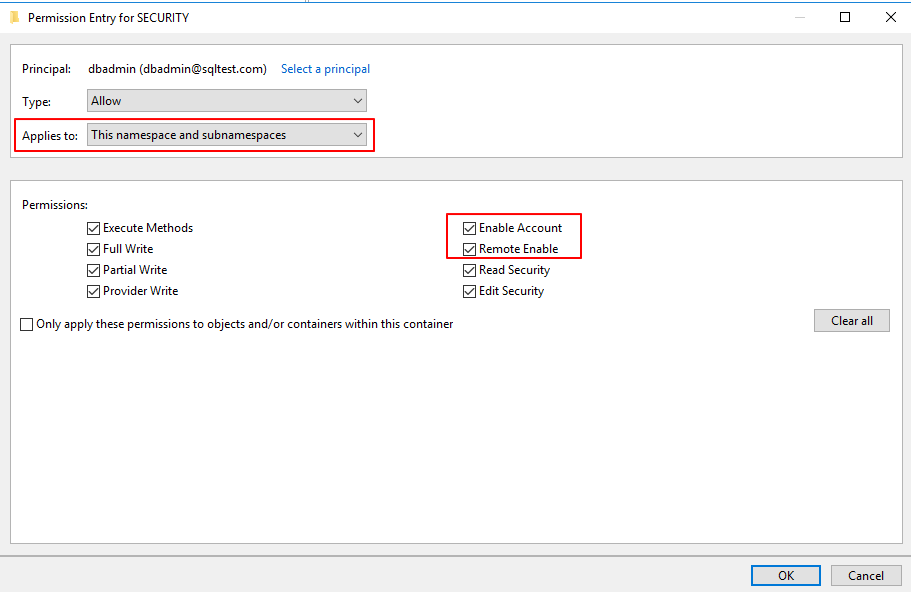 Permission Entry for SECURITY
Principal: dbadmin (dbadmin@sqltest.com) Select a principal
Type: Allow
Applies to: This namespace and subnamespaces
Permissions:
Execute Methods Enable Account
Full Write Remote Enable
Partial Write Read Security
Provider Write Edit Security
Only apply these permissions to objects and/or containers within this container Clear all
OK Cancel